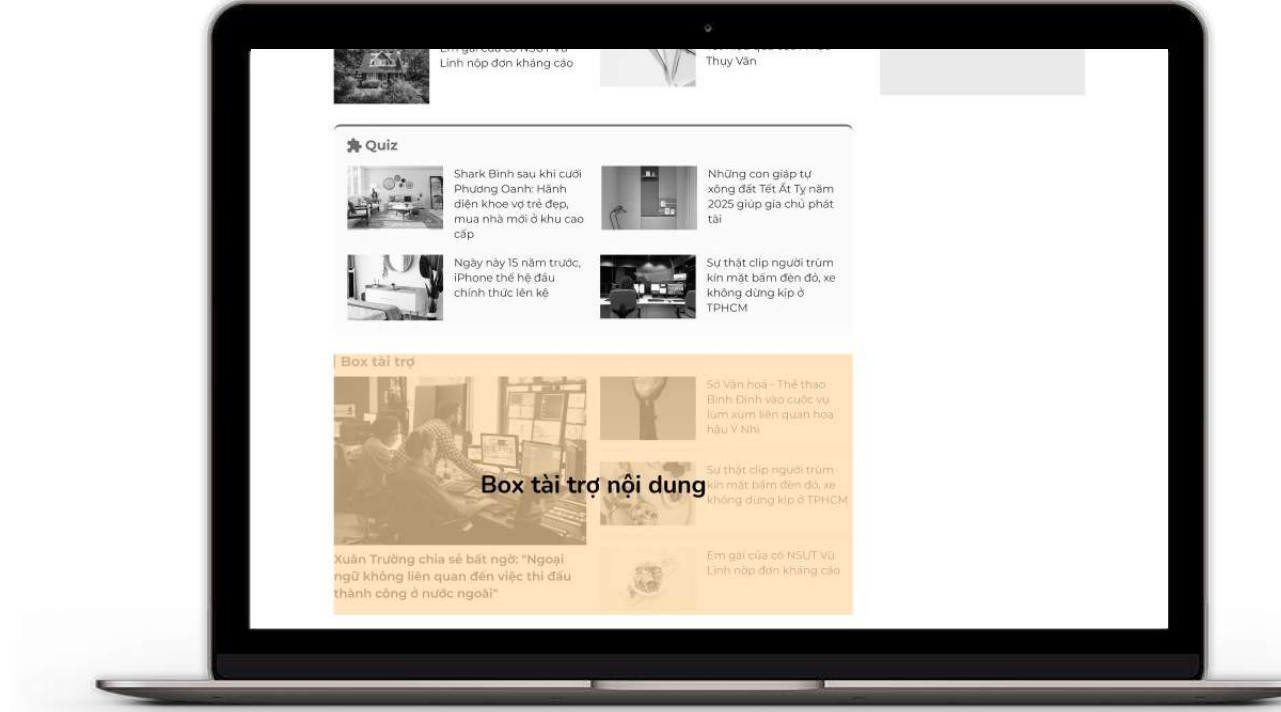 Em gái của cố NSƯT Vũ
Linh nộp đơn kháng cáo
Thụy Vân
Quiz
Shark Bình sau khi cưới
Phương Oanh: Hãnh
diện khoe vợ trẻ đẹp,
mua nhà mới ở khu cao
cấp
Những con giáp tự
xông đất Tết Ất Tỵ năm
2025 giúp gia chủ phát
tài
Ngày này 15 năm trước,
iPhone thế hệ đầu
chính thức lên kệ
Sự thật clip người trùm
kín mặt bấm đèn đỏ, xe
không dừng kịp ở
TPHCM
Box tài trợ
Box tài trợ nội dung
Xuân Trường chia sẻ bất ngờ: "Ngoại
ngữ không liên quan đến việc thi đấu
thành công ở nước ngoài"
Sở Văn hoá - Thể thao
Bình Định vào cuộc vụ
lùm xùm liên quan hoa
hậu Ý Nhi
Sự thật clip người trùm
kín mặt bấm đèn đỏ, xe
không dừng kịp ở TPHCM
Em gái của cố NSƯT Vũ
Linh nộp đơn kháng cáo